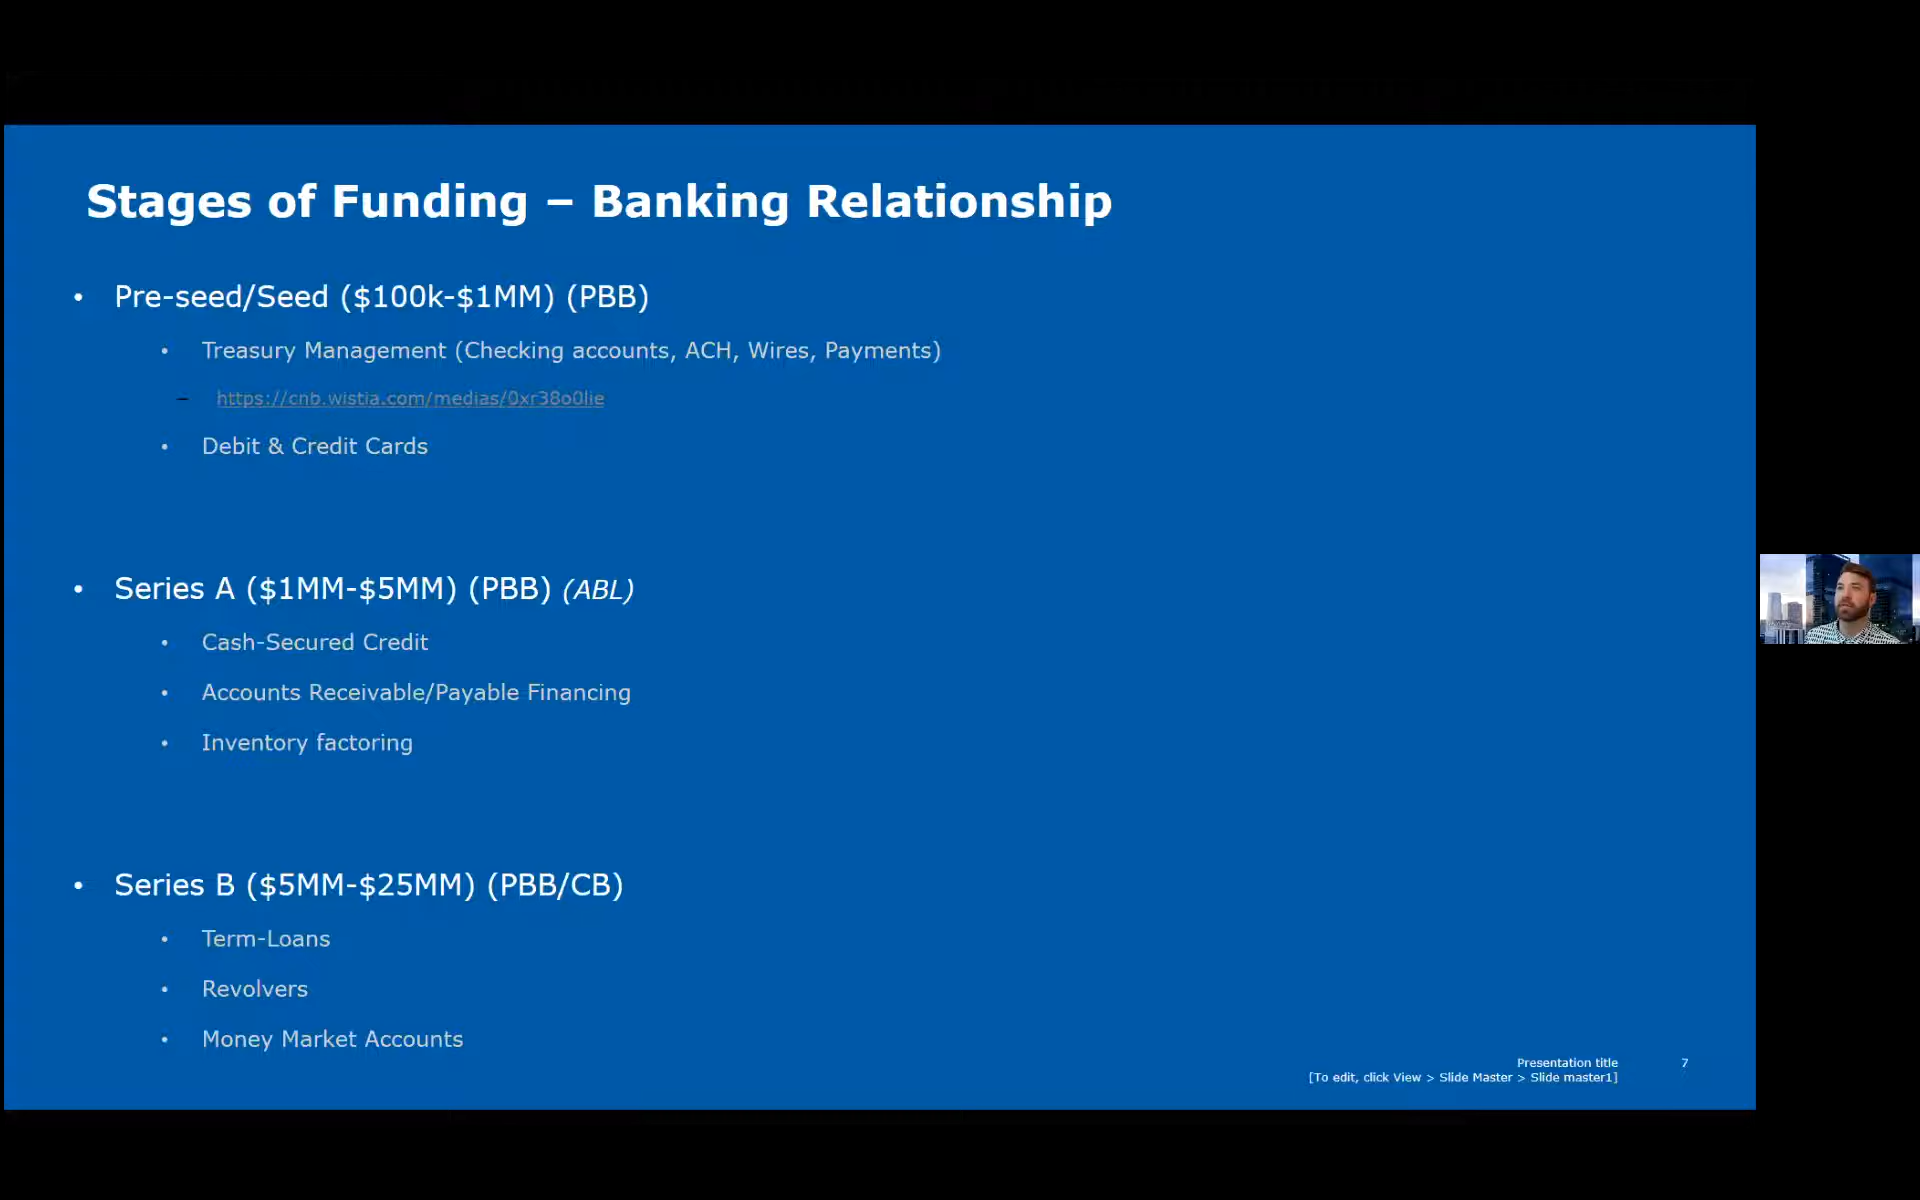 Stages of Funding – Banking Relationship
• Pre-seed/Seed ($100k-$1MM) (PBB)
• Treasury Management (Checking accounts, ACH, Wires, Payments)
– https://cnb.wistia.com/medias/0xr38o0lie
• Debit & Credit Cards
• Series A ($1MM-$5MM) (PBB) (ABL)
• Cash-Secured Credit
• Accounts Receivable/Payable Financing
• Inventory factoring
• Series B ($5MM-$25MM) (PBB/CB)
• Term-Loans
• Revolvers
• Money Market Accounts
Presentation title 7
[To edit, click View > Slide Master > Slide master1]